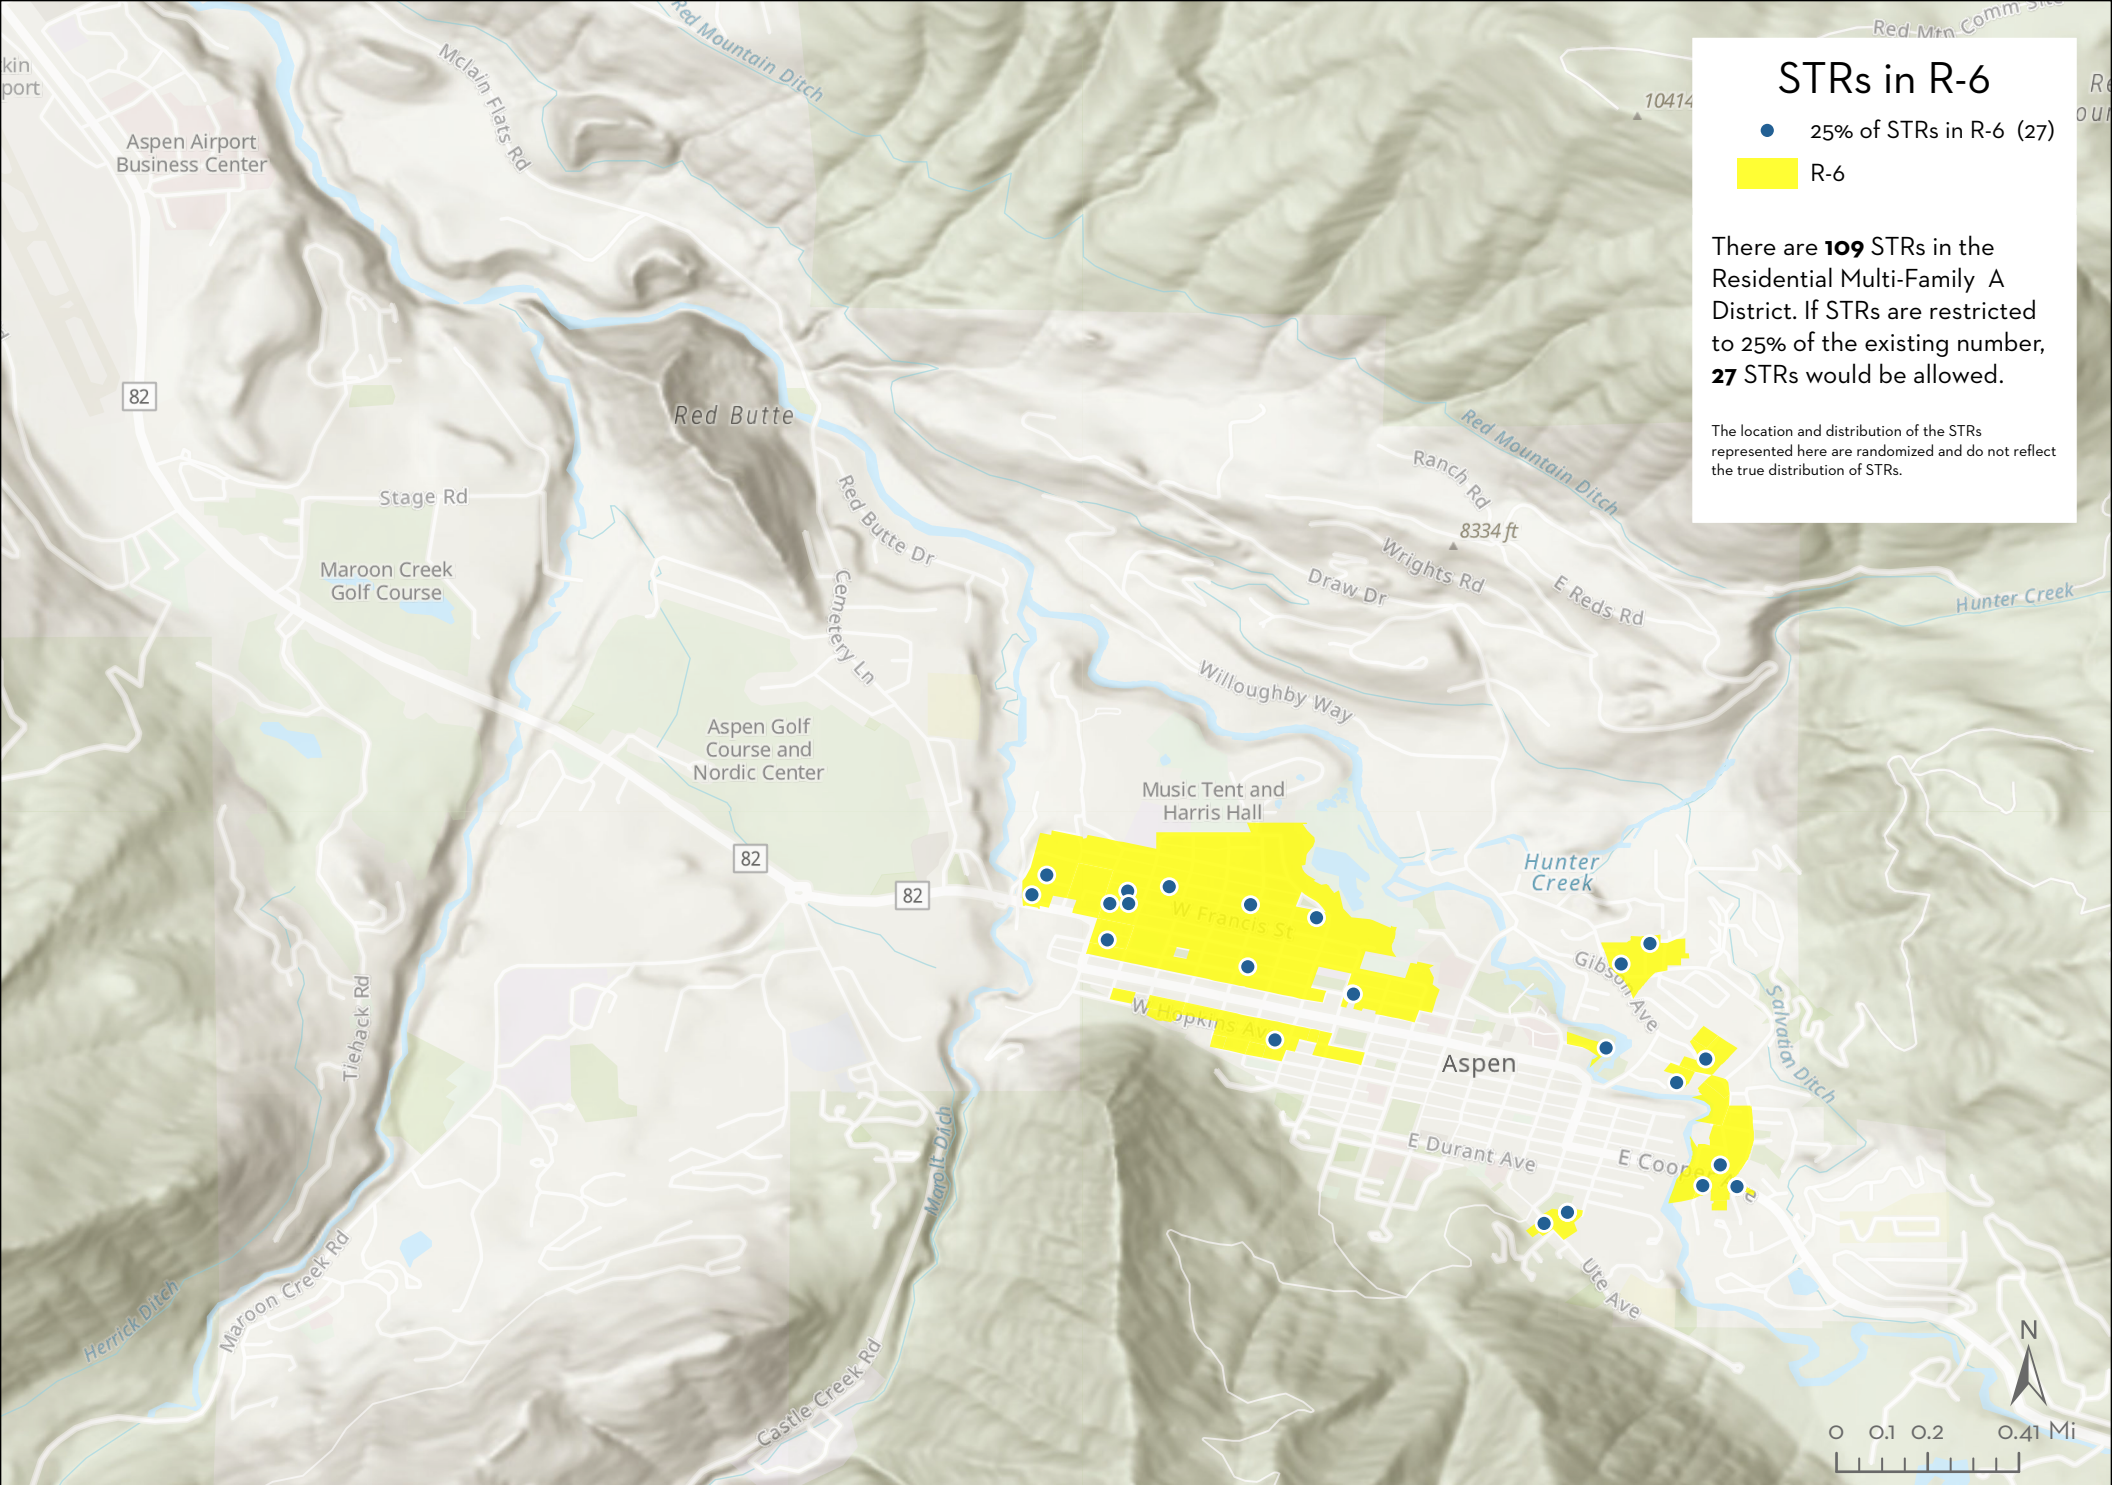 Red Mtn Comm
STRs in R-6
25% of STRs in R-6 (27)
R-6
There are 109 STRs in the
Residential Multi-Family A
District. If STRs are restricted
to 25% of the existing number,
27 STRs would be allowed.
The location and distribution of the STRs
represented here are randomized and do not reflect
the true distribution of STRs.
kin
port
Aspen Airport
Business Center
Mclain Flats Rd
Red Mountain Ditch
10414
82
Red Butte
Stage Rd
Red Butte Dr
Ranch Rd
Red Mountain Ditch
8334 ft
Wrights Rd
Draw Dr
E Reds Rd
Hunter Creek
Maroon Creek
Golf Course
Cemetery Ln
Willoughby Way
Aspen Golf
Course and
Nordic Center
Music Tent and
Harris Hall
82
82
Hunter
Creek
W Francis St
Gibson Ave
W Hopkins Av
Salvation Ditch
Tiehack Rd
Aspen
Marolt Ditch
E Durant Ave
E Coope
Ute Ave
Maroon Creek Rd
Herrick Ditch
Castle Creek Rd
N
0 0.1 0.2 0.41 Mi